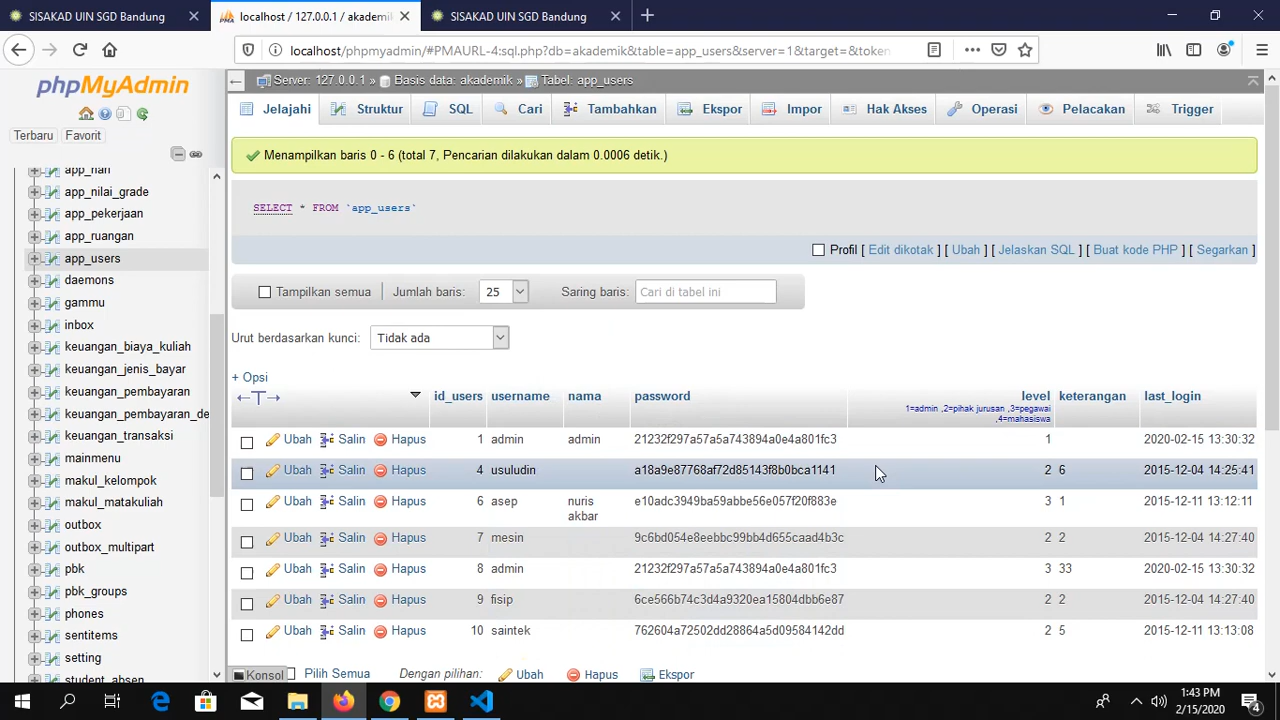 SISAKAD UIN SGD Bandung
localhost / 127.0.0.1 / akademik
SISAKAD UIN SGD Bandung
localhost/phpmyadmin/#PMAURL-4:sql.php?db=akademik&table=app_users&server=1&target=&token
phpMyAdmin
Terbaru Favorit
app_hari
app_nilai_grade
app_pekerjaan
app_ruangan
app_users
daemons
gammu
inbox
keuangan_biaya_kuliah
keuangan_jenis_bayar
keuangan_pembayaran
keuangan_pembayaran_de
keuangan_transaksi
mainmenu
makul_kelompok
makul_matakuliah
outbox
outbox_multipart
pbk
pbk_groups
phones
sentitems
setting
student_absen
Server: 127.0.0.1 » Basis data: akademik » Tabel: app_users
Jelajahi Struktur SQL Cari Tambahkan Ekspor Impor Hak Akses Operasi Pelacakan Trigger
Menampilkan baris 0 - 6 (total 7, Pencarian dilakukan dalam 0.0006 detik.)
SELECT * FROM `app_users`
Profil [ Edit dikotak ] [ Ubah ] [ Jelaskan SQL ] [ Buat kode PHP ] [ Segarkan ]
Tampilkan semua Jumlah baris: 25 Saring baris: Cari di tabel ini
Urut berdasarkan kunci: Tidak ada
+ Opsi
←T→ id_users username nama password level keterangan last_login
1=admin ,2=pihak jurusan ,3=pegawai
,4=mahasiswa
Ubah Salin Hapus 1 admin admin 21232f297a57a5a743894a0e4a801fc3 1 2020-02-15 13:30:32
Ubah Salin Hapus 4 usuludin a18a9e87768af72d85143f8b0bca1141 2 6 2015-12-04 14:25:41
Ubah Salin Hapus 6 asep nuris e10adc3949ba59abbe56e057f20f883e 3 1 2015-12-11 13:12:11
akbar
Ubah Salin Hapus 7 mesin 9c6bd054e8eebbc99bb4d655caad4b3c 2 2 2015-12-04 14:27:40
Ubah Salin Hapus 8 admin 21232f297a57a5a743894a0e4a801fc3 3 33 2020-02-15 13:30:32
Ubah Salin Hapus 9 fisip 6ce566b74c3d4a9320ea15804dbb6e87 2 2 2015-12-04 14:27:40
Ubah Salin Hapus 10 saintek 762604a72502dd28864a5d09584142dd 2 5 2015-12-11 13:13:08
Konsol Pilih Semua Dengan pilihan: Ubah Hapus Ekspor
1:43 PM
2/15/2020
4